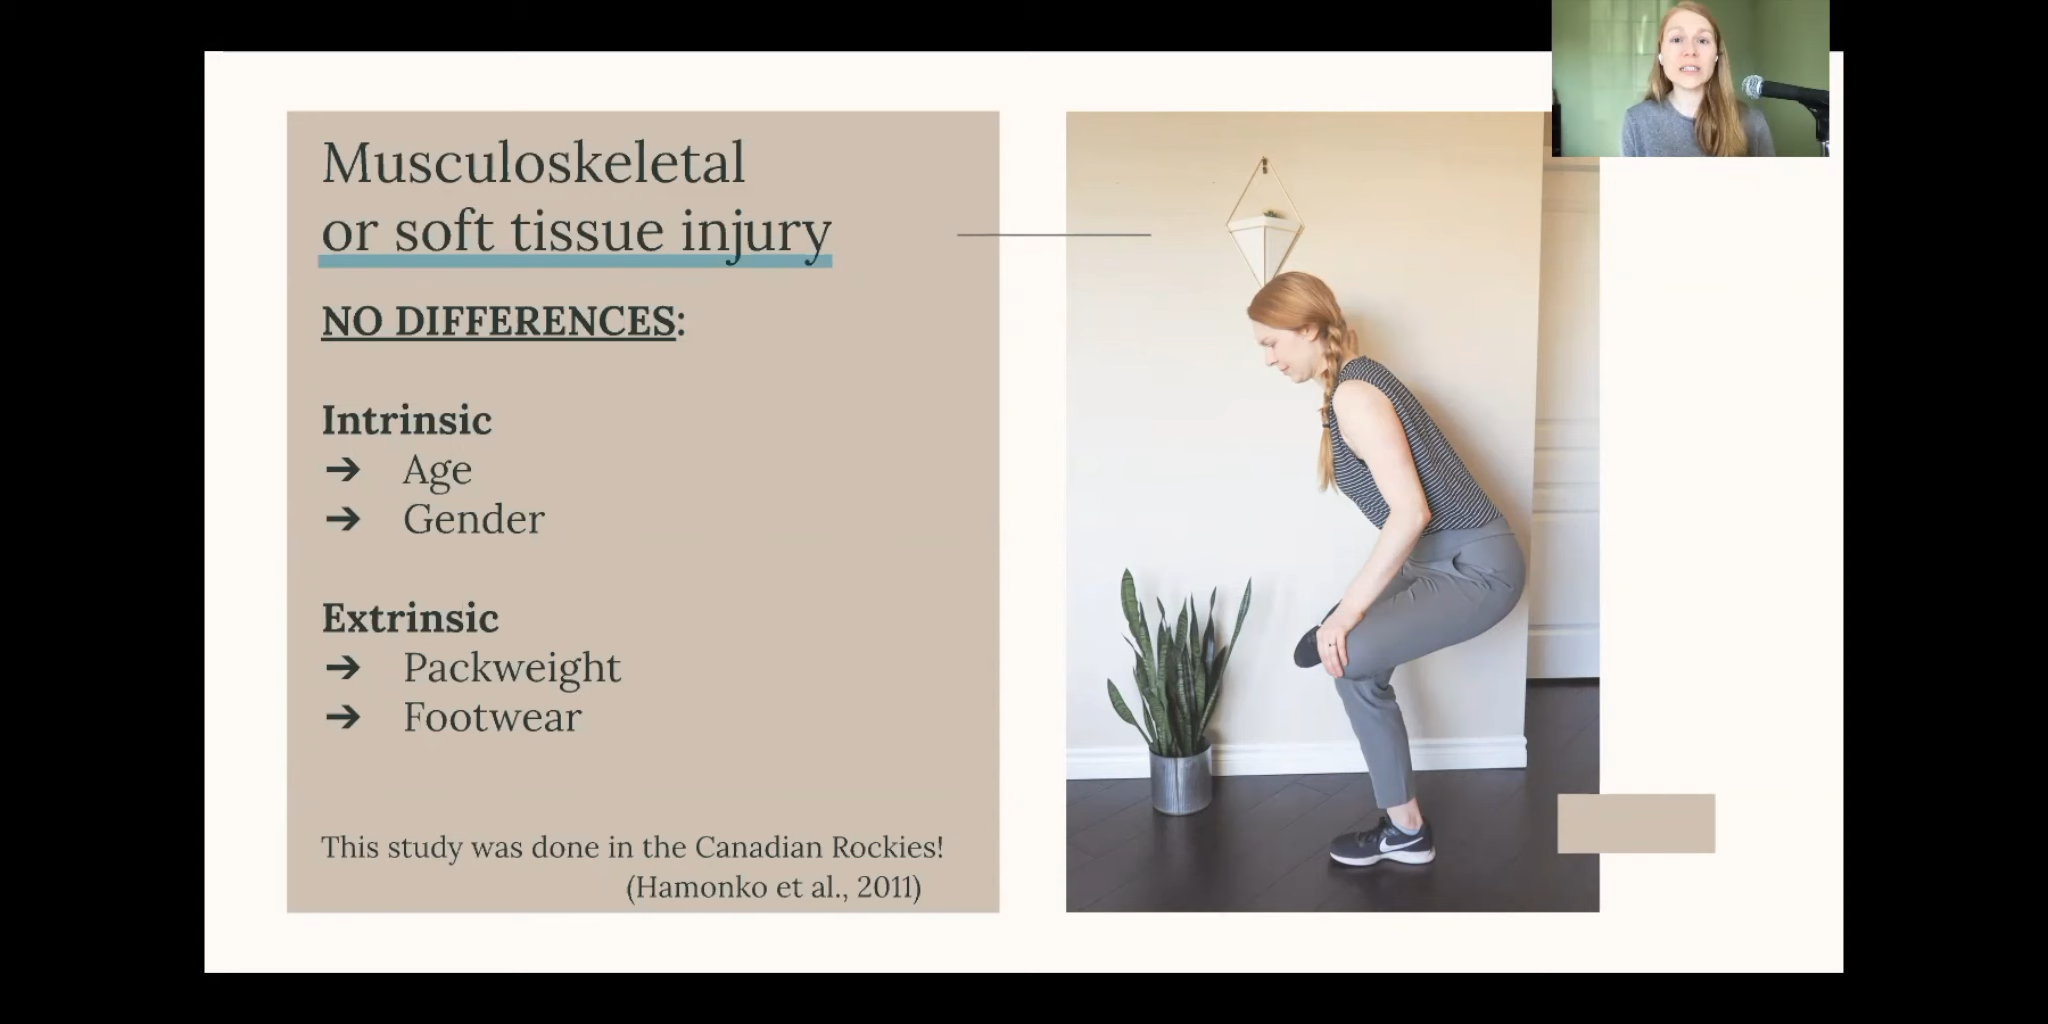 Musculoskeletal
or soft tissue injury
NO DIFFERENCES:
Intrinsic
➔ Age
➔ Gender
Extrinsic
➔ Packweight
➔ Footwear
This study was done in the Canadian Rockies!
(Hamonko et al., 2011)